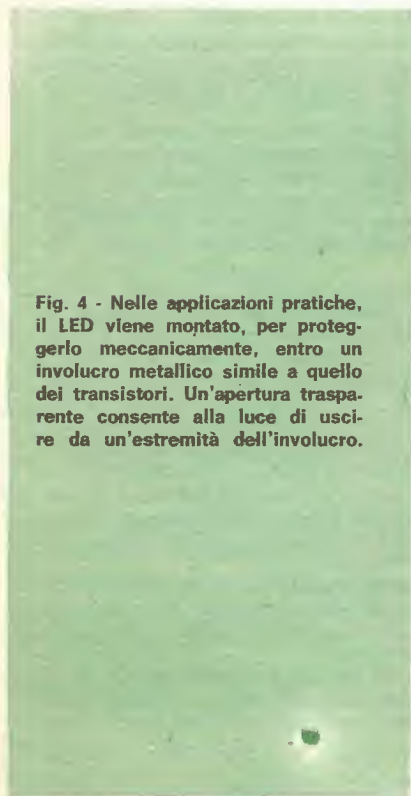 Fig. 4 - Nelle applicazioni pratiche,
il LED viene montato, per proteg-
gerlo meccanicamente, entro un
involucro metallico simile a quello
dei transistori. Un'apertura traspa-
rente consente alla luce di usci-
re da un'estremità dell'involucro.